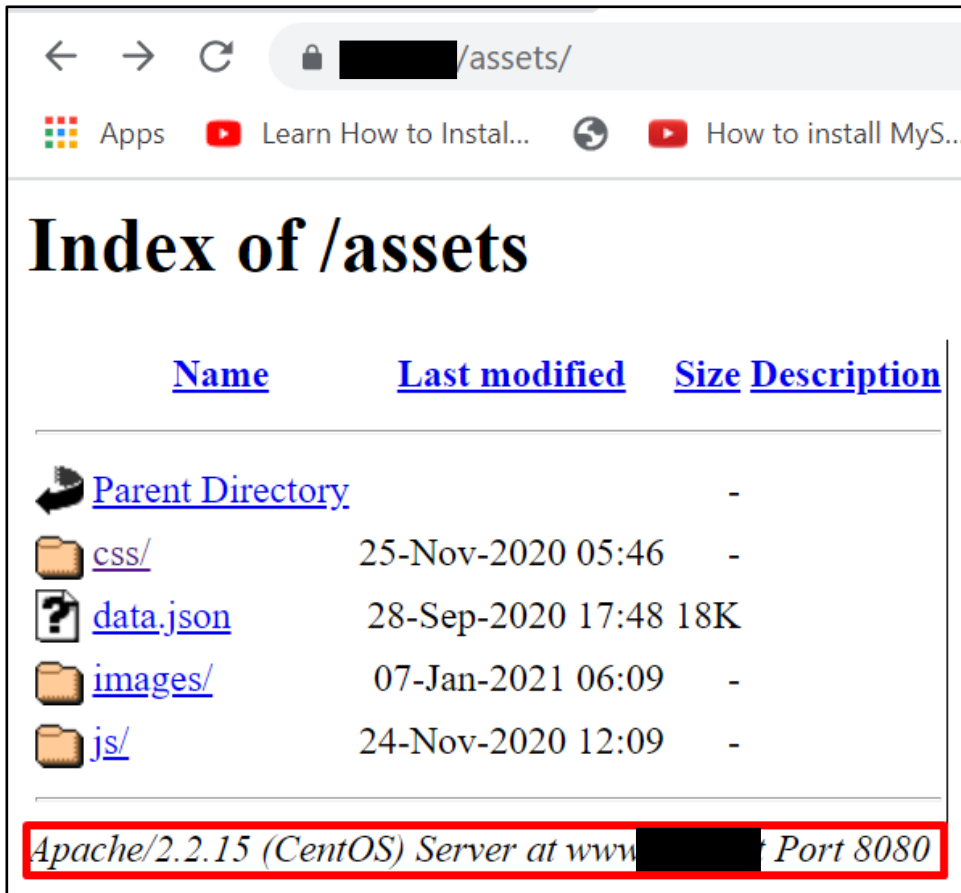 /assets/
Apps Learn How to Instal... How to install MyS...
Index of /assets
Name Last modified Size Description
Parent Directory -
css/ 25-Nov-2020 05:46 -
data.json 28-Sep-2020 17:48 18K
images/ 07-Jan-2021 06:09 -
js/ 24-Nov-2020 12:09 -
Apache/2.2.15 (CentOS) Server at www t Port 8080